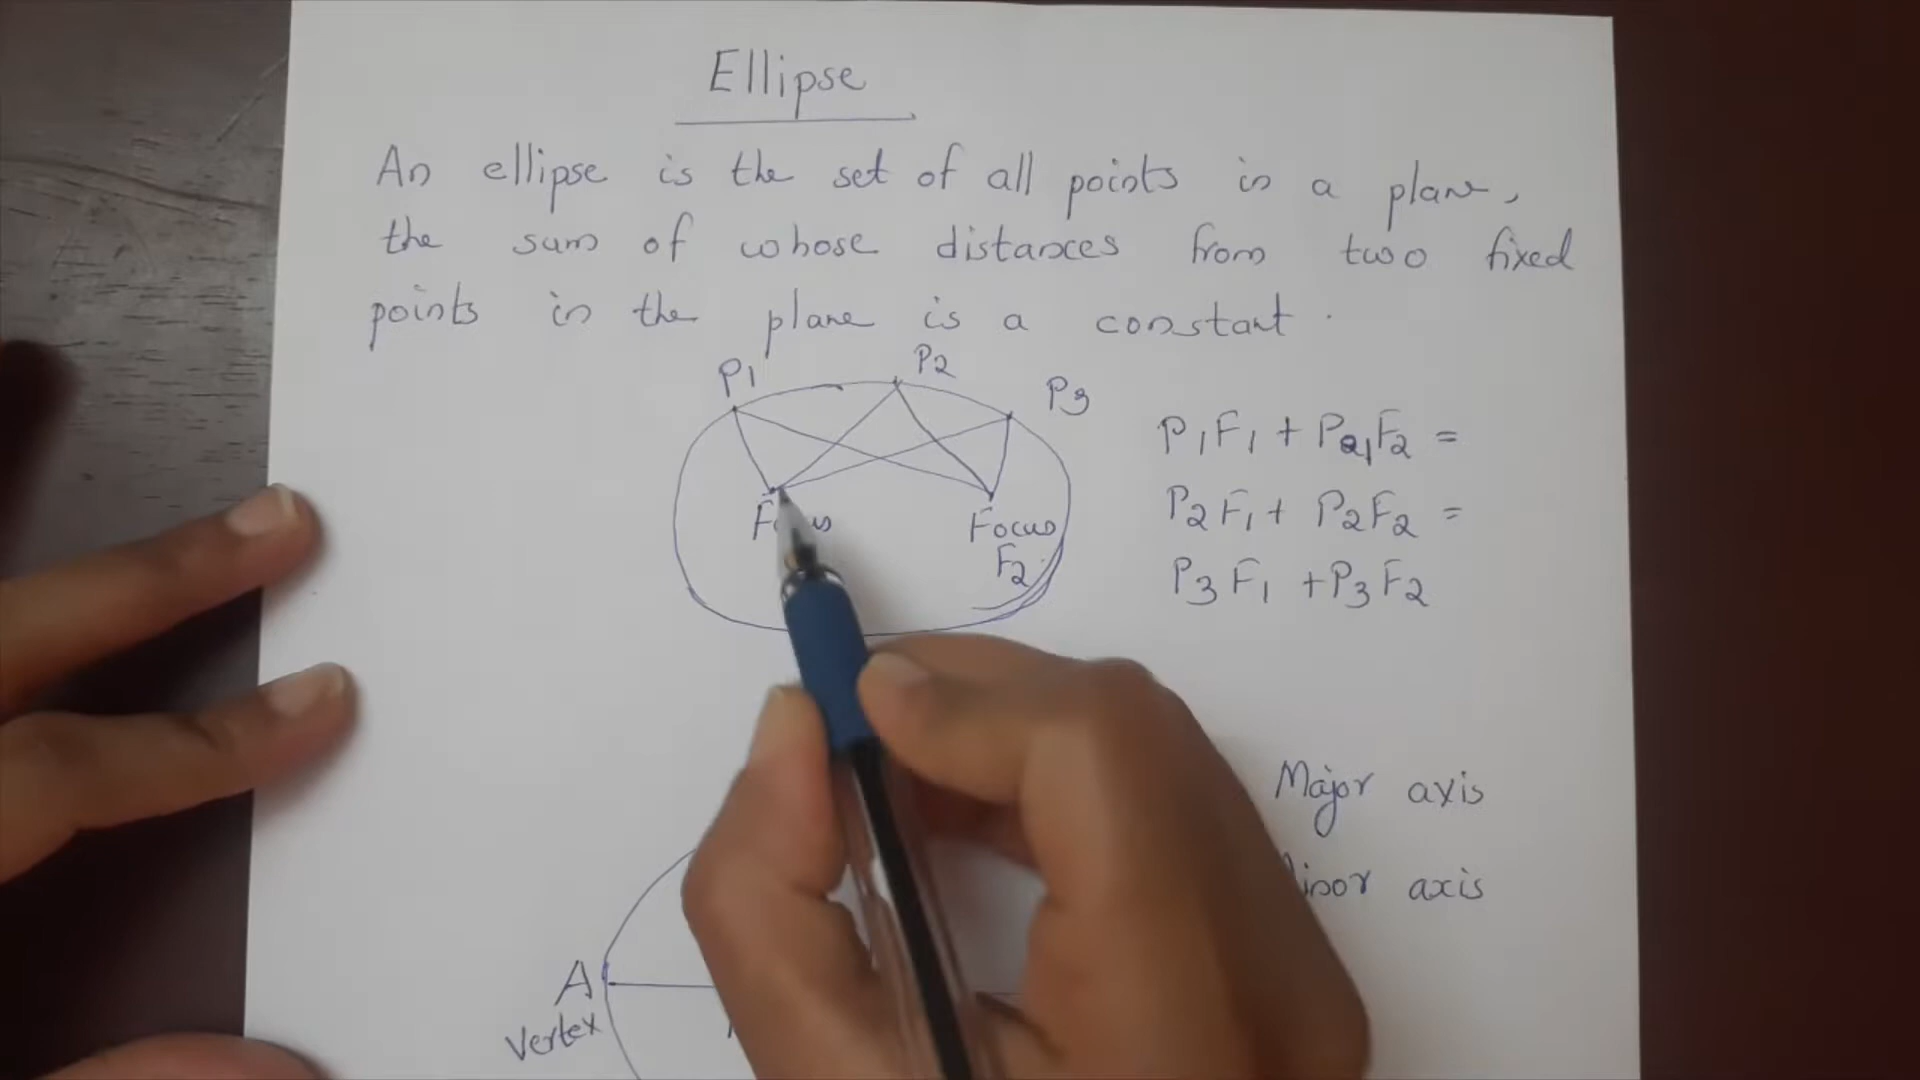 Ellipse
An ellipse is the set of all points in a plane,
the sum of whose distances from two fixed
points in the plane is a constant.
P1 P2 P3
P1F1 + P1F2 =
P2F1 + P2F2 =
P3F1 + P3F2
Focus
F2
Major axis
axis
A
Vertex